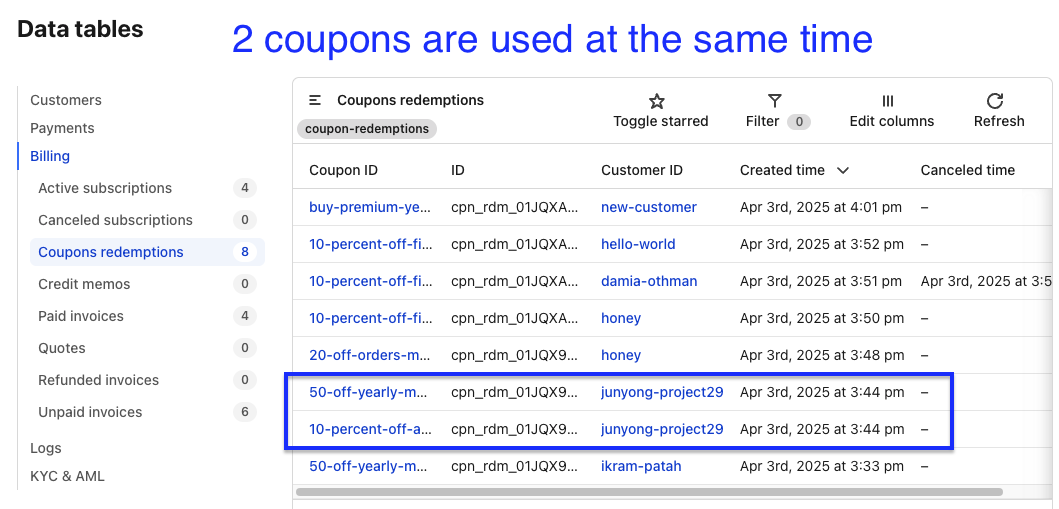 Data tables
2 coupons are used at the same time
Customers
Payments
Billing
Active subscriptions 4
Canceled subscriptions 0
Coupons redemptions 8
Credit memos 0
Paid invoices 4
Quotes 0
Refunded invoices 0
Unpaid invoices 6
Logs
KYC & AML
Coupons redemptions
coupon-redemptions
Toggle starred
Filter 0
Edit columns
Refresh
Coupon ID ID Customer ID Created time Canceled time
buy-premium-ye... cpn_rdm_01JQXA... new-customer Apr 3rd, 2025 at 4:01 pm –
10-percent-off-fi... cpn_rdm_01JQXA... hello-world Apr 3rd, 2025 at 3:52 pm –
10-percent-off-fi... cpn_rdm_01JQXA... damia-othman Apr 3rd, 2025 at 3:51 pm Apr 3rd, 2025 at 3:5
10-percent-off-fi... cpn_rdm_01JQXA... honey Apr 3rd, 2025 at 3:50 pm –
20-off-orders-m... cpn_rdm_01JQX9... honey Apr 3rd, 2025 at 3:48 pm –
50-off-yearly-m... cpn_rdm_01JQX9... junyong-project29 Apr 3rd, 2025 at 3:44 pm –
10-percent-off-a... cpn_rdm_01JQX9... junyong-project29 Apr 3rd, 2025 at 3:44 pm –
50-off-yearly-m... cpn_rdm_01JQX9... ikram-patah Apr 3rd, 2025 at 3:33 pm –